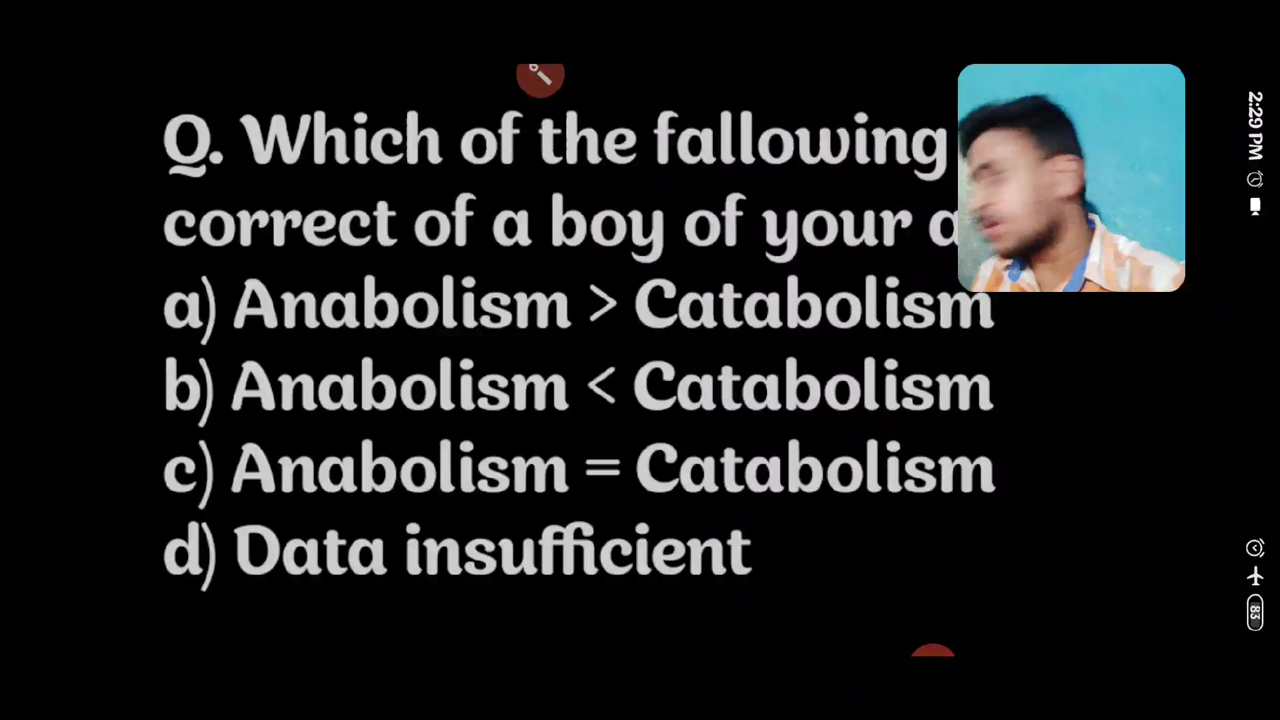 Q. Which of the fallowing
correct of a boy of your
a) Anabolism > Catabolism
b) Anabolism < Catabolism
c) Anabolism = Catabolism
d) Data insufficient
2:29 PM
83